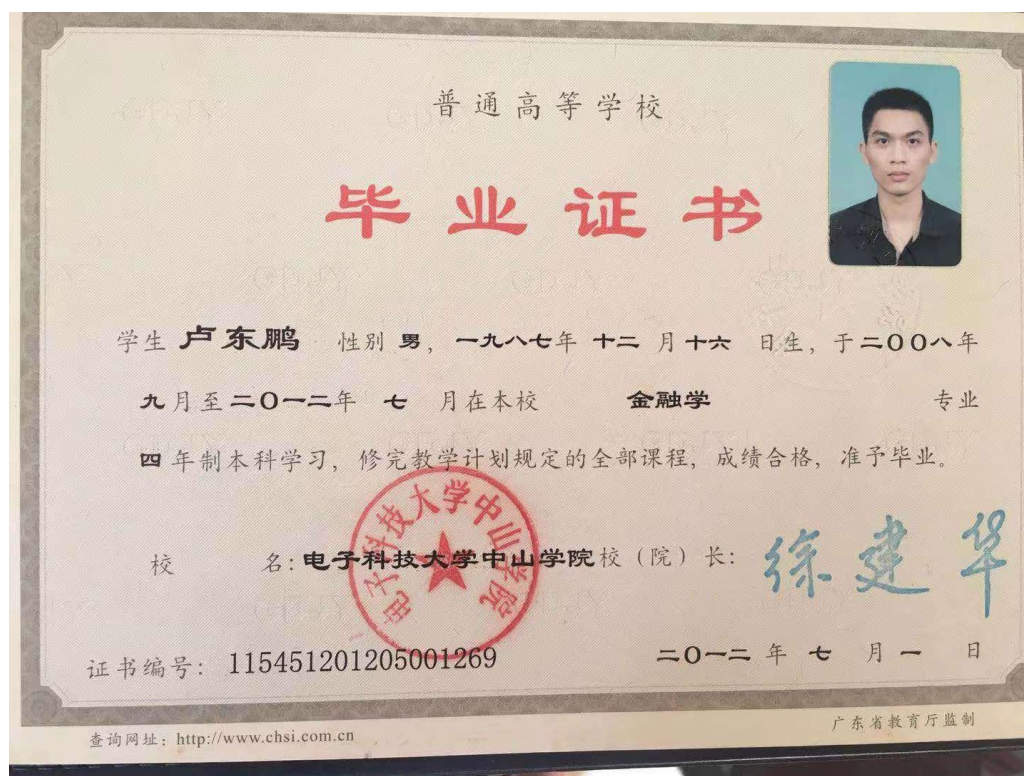 普通高等学校
毕业证书
学生 卢东鹏 性别 男，一九八七年 十二 月 十六 日生，于二〇〇八年
九月至二〇一二年 七 月在本校 金融学 专业
四年制本科学习，修完教学计划规定的全部课程，成绩合格，准予毕业。
电子科技大学中山学院
校 名：电子科技大学中山学院校（院）长：徐建华
证书编号：115451201205001269 二〇一二年 七 月 一 日
查询网址：http://www.chsi.com.cn 广东省教育厅监制